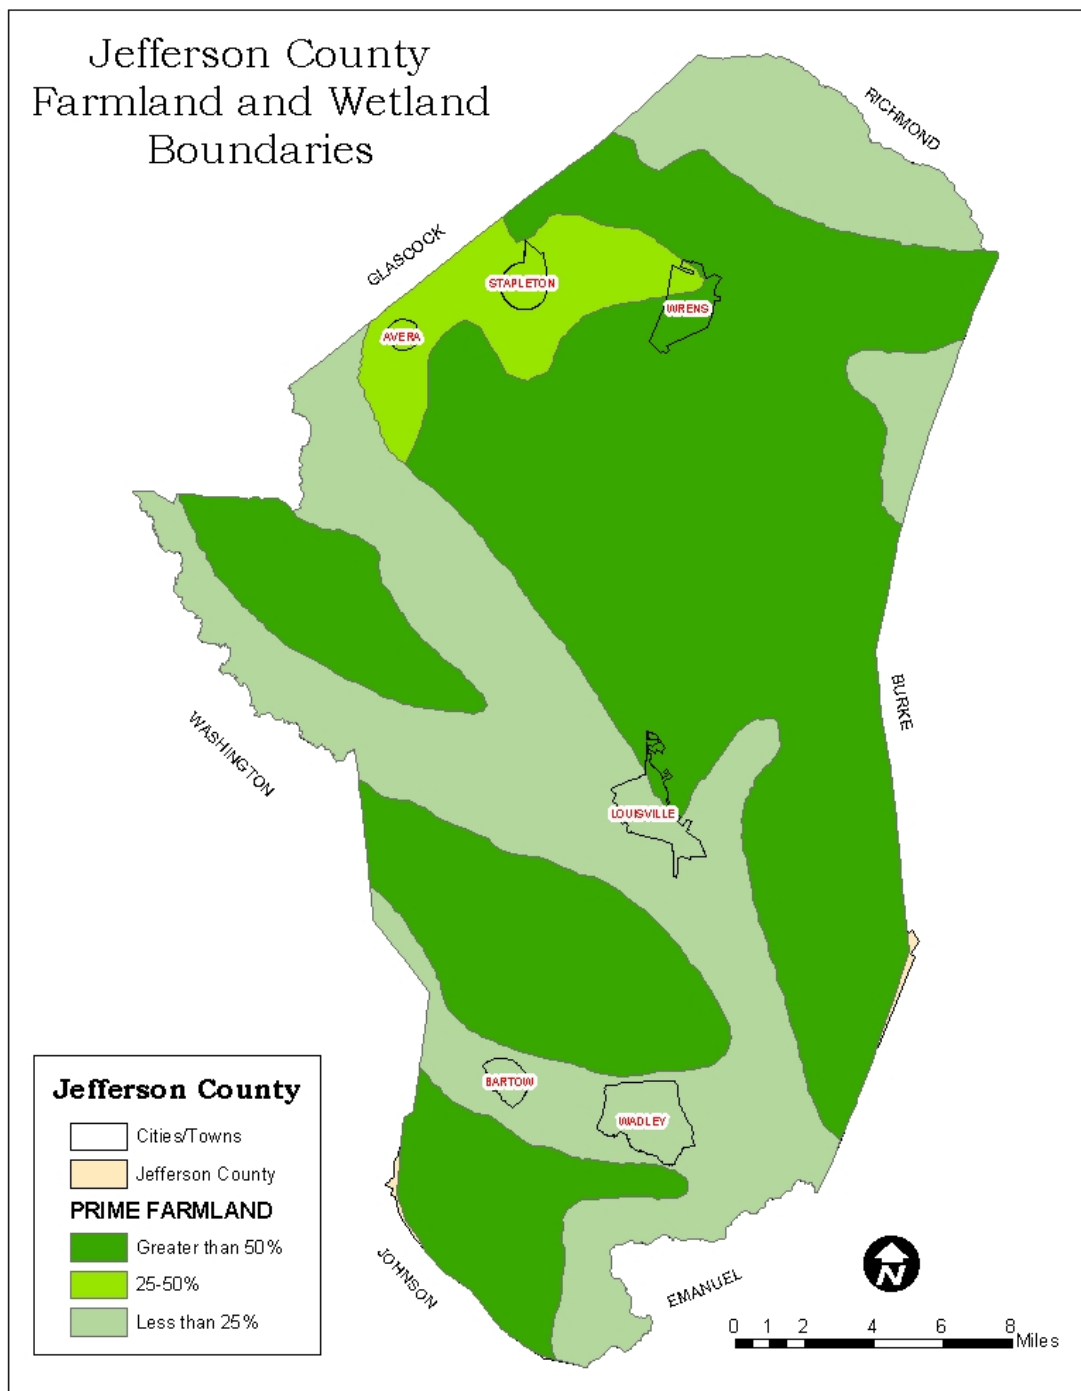 Jefferson County
Farmland and Wetland
Boundaries
RICHMOND
GLASCOCK
STAPLETON
WRENS
AVERA
BURKE
WASHINGTON
LOUISVILLE
BARTOW
WADLEY
JOHNSON
EMANUEL
Jefferson County
Cities/Towns
Jefferson County
PRIME FARMLAND
Greater than 50%
25-50%
Less than 25%
N
0 1 2 4 6 8
Miles